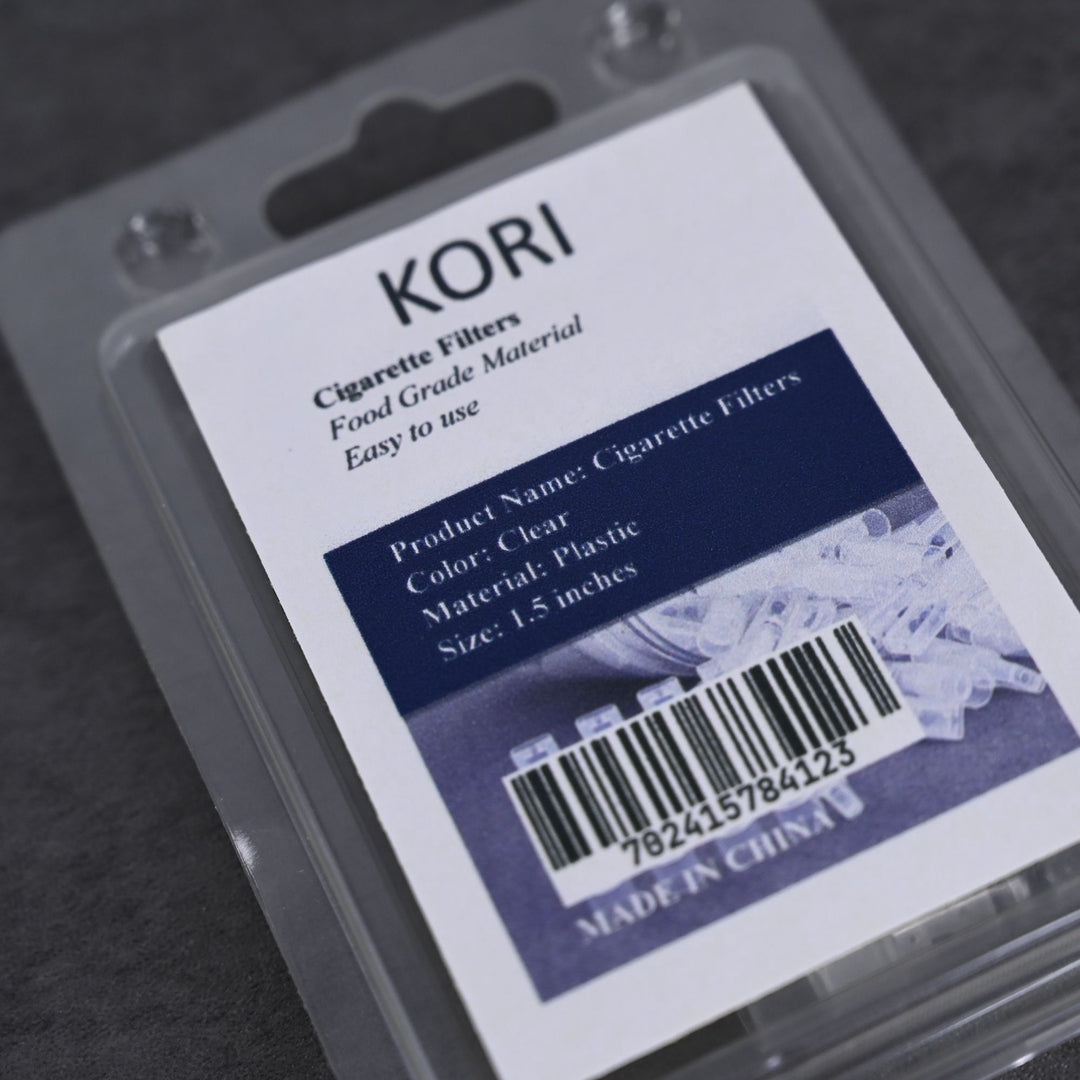 KORI
Cigarette Filters
Food Grade Material
Easy to use
Product Name: Cigarette Filters
Color: Clear
Material: Plastic
Size: 1.5 inches
782415784123
MADE IN CHINA